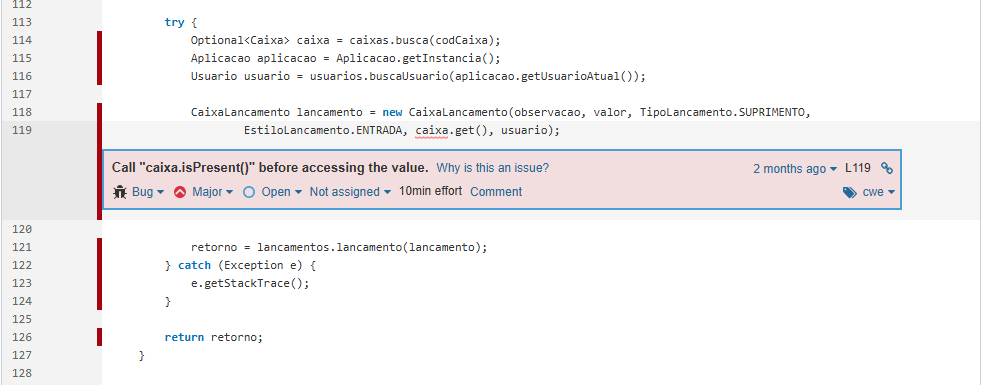 112
113 try {
114 Optional<Caixa> caixa = caixas.busca(codCaixa);
115 Aplicacao aplicacao = Aplicacao.getInstancia();
116 Usuario usuario = usuarios.buscaUsuario(aplicacao.getUsuarioAtual());
117
118 CaixaLancamento lancamento = new CaixaLancamento(observacao, valor, TipoLancamento.SUPRIMENTO,
119 EstiloLancamento.ENTRADA, caixa.get(), usuario);
Call "caixa.isPresent()" before accessing the value. Why is this an issue? 2 months ago L119
Bug Major Open Not assigned 10min effort Comment cwe
120
121 retorno = lancamentos.lancamento(lancamento);
122 } catch (Exception e) {
123 e.getStackTrace();
124 }
125
126 return retorno;
127 }
128